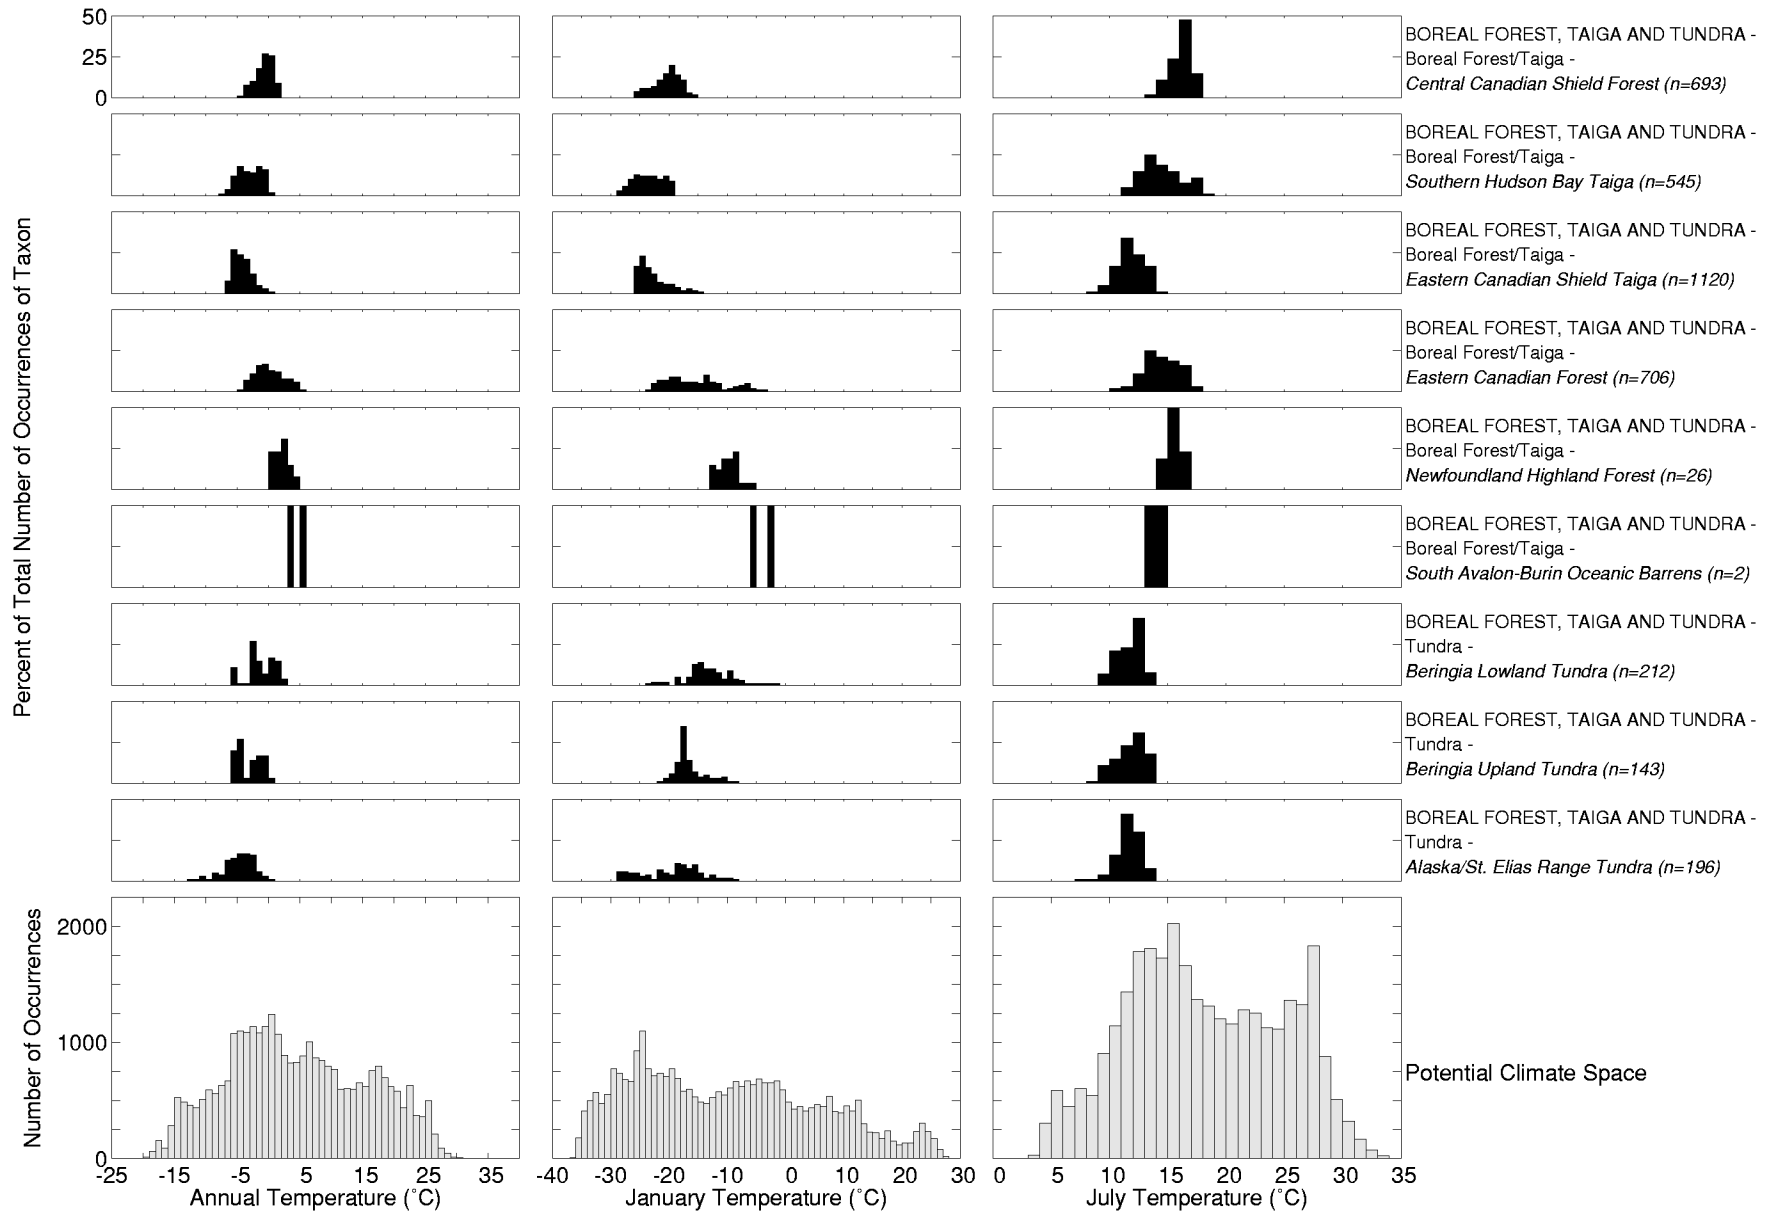 50
25
0
BOREAL FOREST, TAIGA AND TUNDRA -
Boreal Forest/Taiga -
Central Canadian Shield Forest (n=693)
BOREAL FOREST, TAIGA AND TUNDRA -
Boreal Forest/Taiga -
Southern Hudson Bay Taiga (n=545)
BOREAL FOREST, TAIGA AND TUNDRA -
Boreal Forest/Taiga -
Eastern Canadian Shield Taiga (n=1120)
BOREAL FOREST, TAIGA AND TUNDRA -
Boreal Forest/Taiga -
Eastern Canadian Forest (n=706)
BOREAL FOREST, TAIGA AND TUNDRA -
Boreal Forest/Taiga -
Newfoundland Highland Forest (n=26)
BOREAL FOREST, TAIGA AND TUNDRA -
Boreal Forest/Taiga -
South Avalon-Burin Oceanic Barrens (n=2)
BOREAL FOREST, TAIGA AND TUNDRA -
Tundra -
Beringia Lowland Tundra (n=212)
BOREAL FOREST, TAIGA AND TUNDRA -
Tundra -
Beringia Upland Tundra (n=143)
BOREAL FOREST, TAIGA AND TUNDRA -
Tundra -
Alaska/St. Elias Range Tundra (n=196)
Percent of Total Number of Occurrences of Taxon
Number of Occurrences
2000
1000
0
Potential Climate Space
-25 -15 -5 5 15 25 35
Annual Temperature (˚C)
-40 -30 -20 -10 0 10 20 30
January Temperature (˚C)
0 5 10 15 20 25 30 35
July Temperature (˚C)